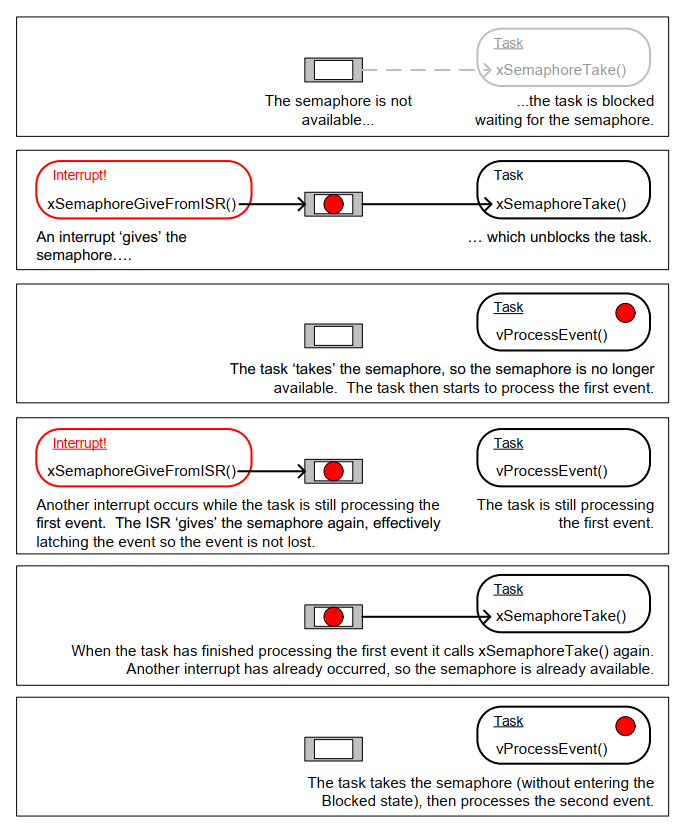 Task
xSemaphoreTake()
The semaphore is not
available...
...the task is blocked
waiting for the semaphore.
Interrupt!
xSemaphoreGiveFromISR()
Task
xSemaphoreTake()
An interrupt ‘gives’ the
semaphore….
… which unblocks the task.
Task
vProcessEvent()
The task ‘takes’ the semaphore, so the semaphore is no longer
available.  The task then starts to process the first event.
Interrupt!
xSemaphoreGiveFromISR()
Task
vProcessEvent()
Another interrupt occurs while the task is still processing the
first event.  The ISR ‘gives’ the semaphore again, effectively
latching the event so the event is not lost.
The task is still processing
the first event.
Task
xSemaphoreTake()
When the task has finished processing the first event it calls xSemaphoreTake() again.
Another interrupt has already occurred, so the semaphore is already available.
Task
vProcessEvent()
The task takes the semaphore (without entering the
Blocked state), then processes the second event.